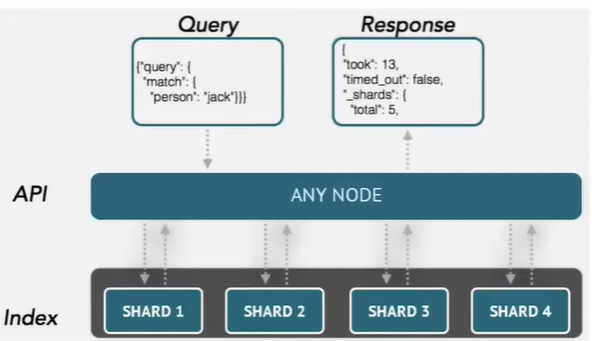 Query
Response
{"query": {
"match": {
"person": "jack"}}}
{
"took": 13,
"timed_out": false,
"_shards": {
"total": 5,
API
ANY NODE
Index
SHARD 1
SHARD 2
SHARD 3
SHARD 4